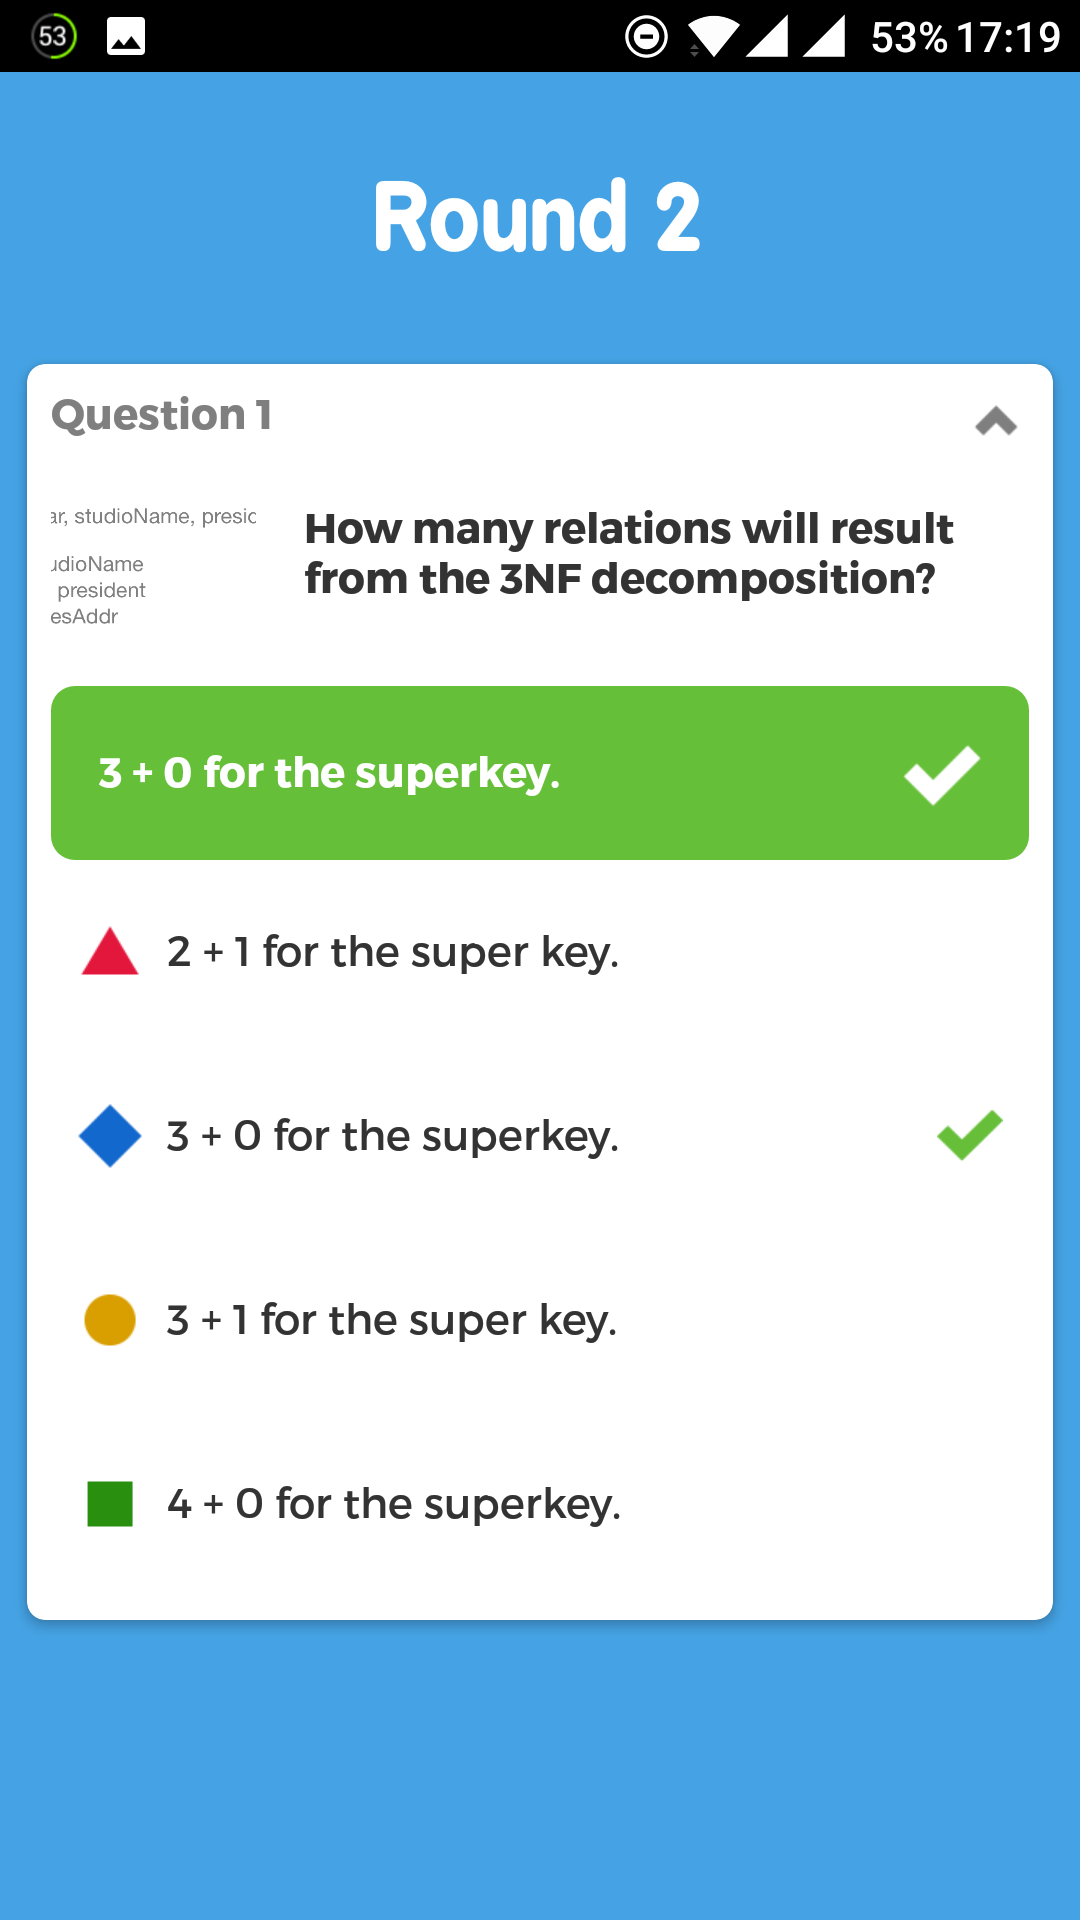 53
53% 17:19
Round 2
Question 1
ar, studioName, presic
udioName
president
esAddr
How many relations will result
from the 3NF decomposition?
3 + 0 for the superkey.
2 + 1 for the super key.
3 + 0 for the superkey.
3 + 1 for the super key.
4 + 0 for the superkey.